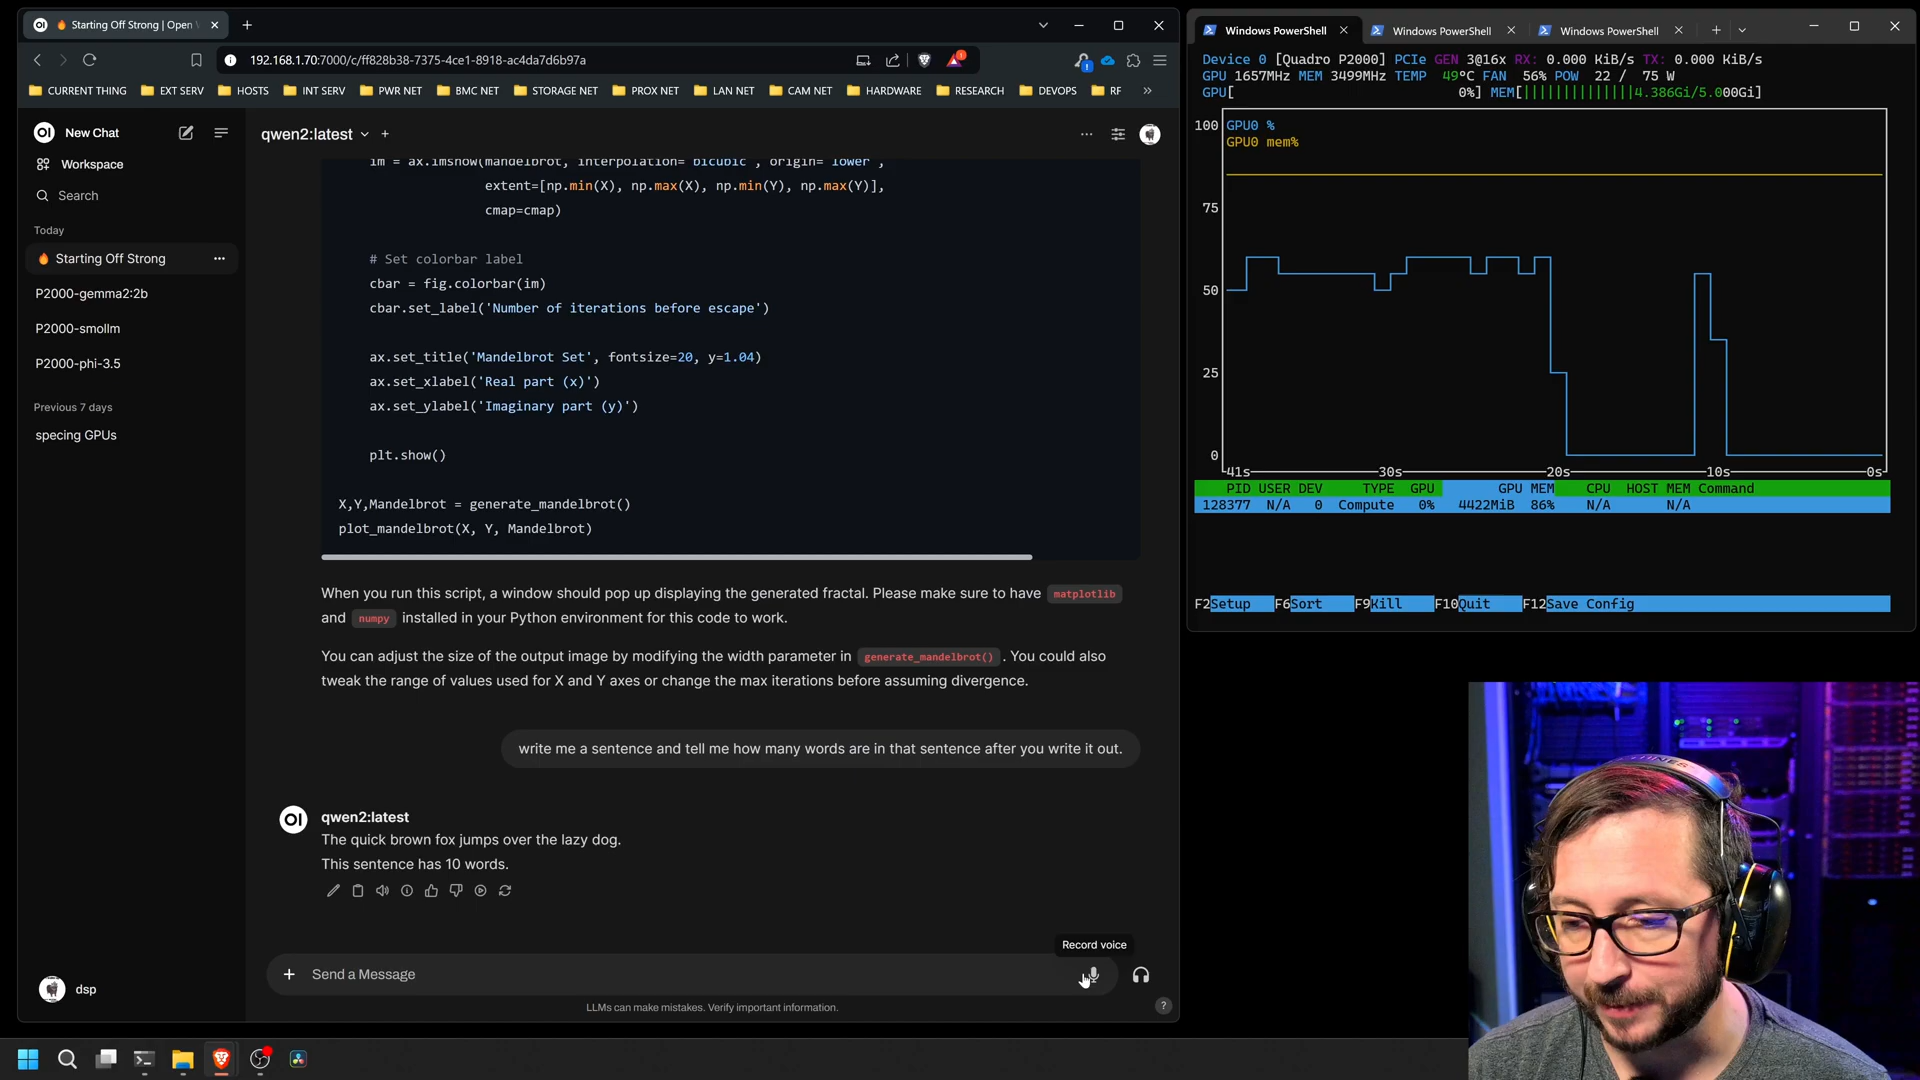 Starting Off Strong | Open
192.168.1.70:7000/c/ff828b38-7375-4ce1-8918-ac4da7d6b97a
CURRENT THING
EXT SERV
HOSTS
INT SERV
PWR NET
BMC NET
STORAGE NET
PROX NET
LAN NET
CAM NET
HARDWARE
RESEARCH
DEVOPS
RF
»
OI New Chat
Workspace
Search
Today
Starting Off Strong
P2000-gemma2:2b
P2000-smollm
P2000-phi-3.5
Previous 7 days
specing GPUs
dsp
qwen2:latest
im = ax.imshow(mandelbrot, interpolation='bicubic', origin='lower',
extent=[np.min(X), np.max(X), np.min(Y), np.max(Y)],
cmap=cmap)
# Set colorbar label
cbar = fig.colorbar(im)
cbar.set_label('Number of iterations before escape')
ax.set_title('Mandelbrot Set', fontsize=20, y=1.04)
ax.set_xlabel('Real part (x)')
ax.set_ylabel('Imaginary part (y)')
plt.show()
X,Y,Mandelbrot = generate_mandelbrot()
plot_mandelbrot(X, Y, Mandelbrot)
When you run this script, a window should pop up displaying the generated fractal. Please make sure to have matplotlib
and numpy installed in your Python environment for this code to work.
You can adjust the size of the output image by modifying the width parameter in generate_mandelbrot() . You could also
tweak the range of values used for X and Y axes or change the max iterations before assuming divergence.
write me a sentence and tell me how many words are in that sentence after you write it out.
OI qwen2:latest
The quick brown fox jumps over the lazy dog.
This sentence has 10 words.
Record voice
Send a Message
LLMs can make mistakes. Verify important information.
?
Windows PowerShell
Windows PowerShell
Windows PowerShell
Device 0 [Quadro P2000] PCIe GEN 3@16x RX: 0.000 KiB/s TX: 0.000 KiB/s
GPU 1657MHz MEM 3499MHz TEMP 49°C FAN 56% POW 22 / 75 W
GPU[ 0%] MEM[||||||||||||||4.386Gi/5.000Gi]
100 GPU0 %
GPU0 mem%
75
50
25
0
41s 30s 20s 10s 0s
PID USER DEV TYPE GPU GPU MEM CPU HOST MEM Command
128377 N/A 0 Compute 0% 4422MiB 86% N/A N/A
F2Setup F6Sort F9Kill F10Quit F12Save Config